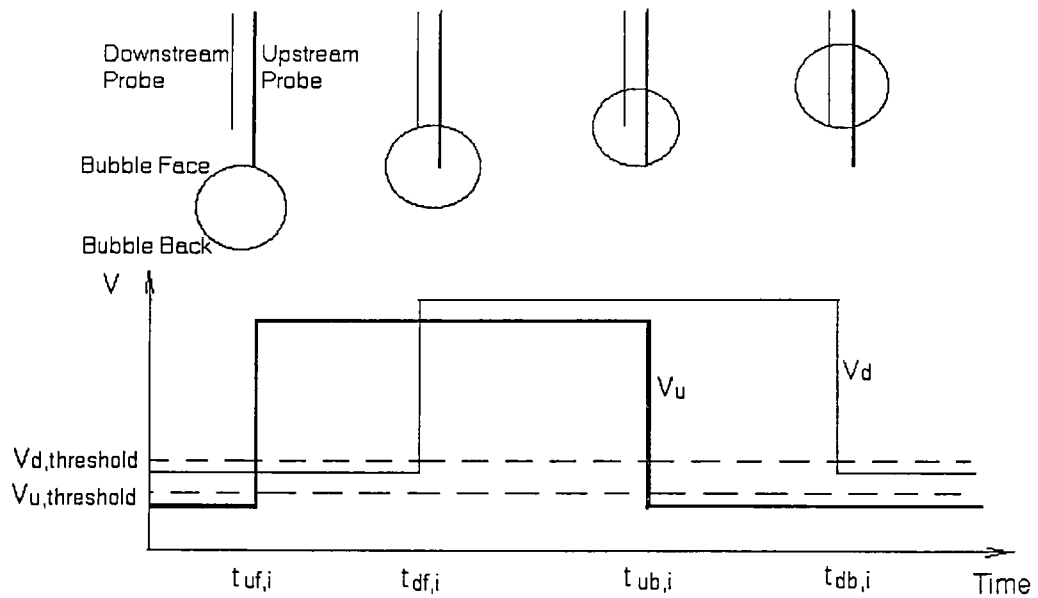 Downstream
Probe
Upstream
Probe
Bubble Face
Bubble Back
V
Vu
Vd
Vd,threshold
Vu,threshold
tuf,i
tdf,i
tub,i
tdb,i
Time